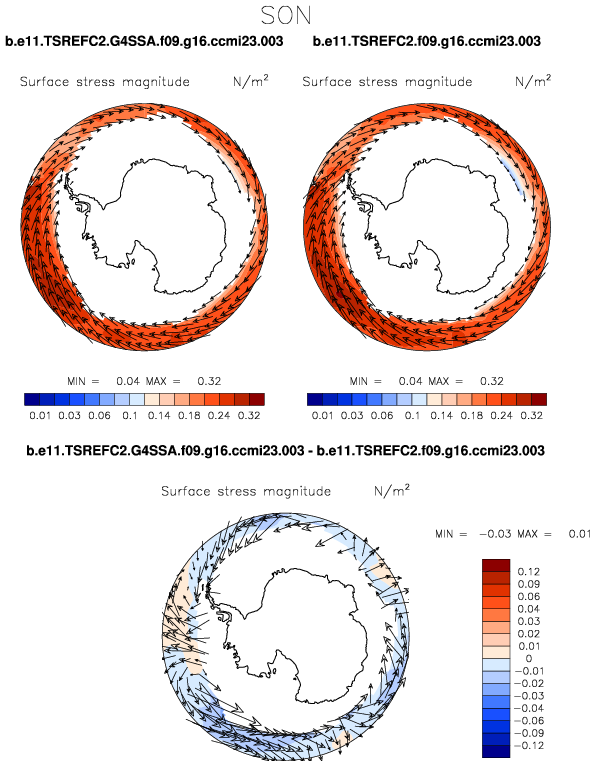 SON
b.e11.TSREFC2.G4SSA.f09.g16.ccmi23.003 b.e11.TSREFC2.f09.g16.ccmi23.003
Surface stress magnitude N/m² Surface stress magnitude N/m²
MIN = 0.04 MAX = 0.32 MIN = 0.04 MAX = 0.32
0.01 0.03 0.06 0.1 0.14 0.18 0.24 0.32 0.01 0.03 0.06 0.1 0.14 0.18 0.24 0.32
b.e11.TSREFC2.G4SSA.f09.g16.ccmi23.003 - b.e11.TSREFC2.f09.g16.ccmi23.003
Surface stress magnitude N/m²
MIN = -0.03 MAX = 0.01
0.12
0.09
0.06
0.04
0.03
0.02
0.01
0
-0.01
-0.02
-0.03
-0.04
-0.06
-0.09
-0.12